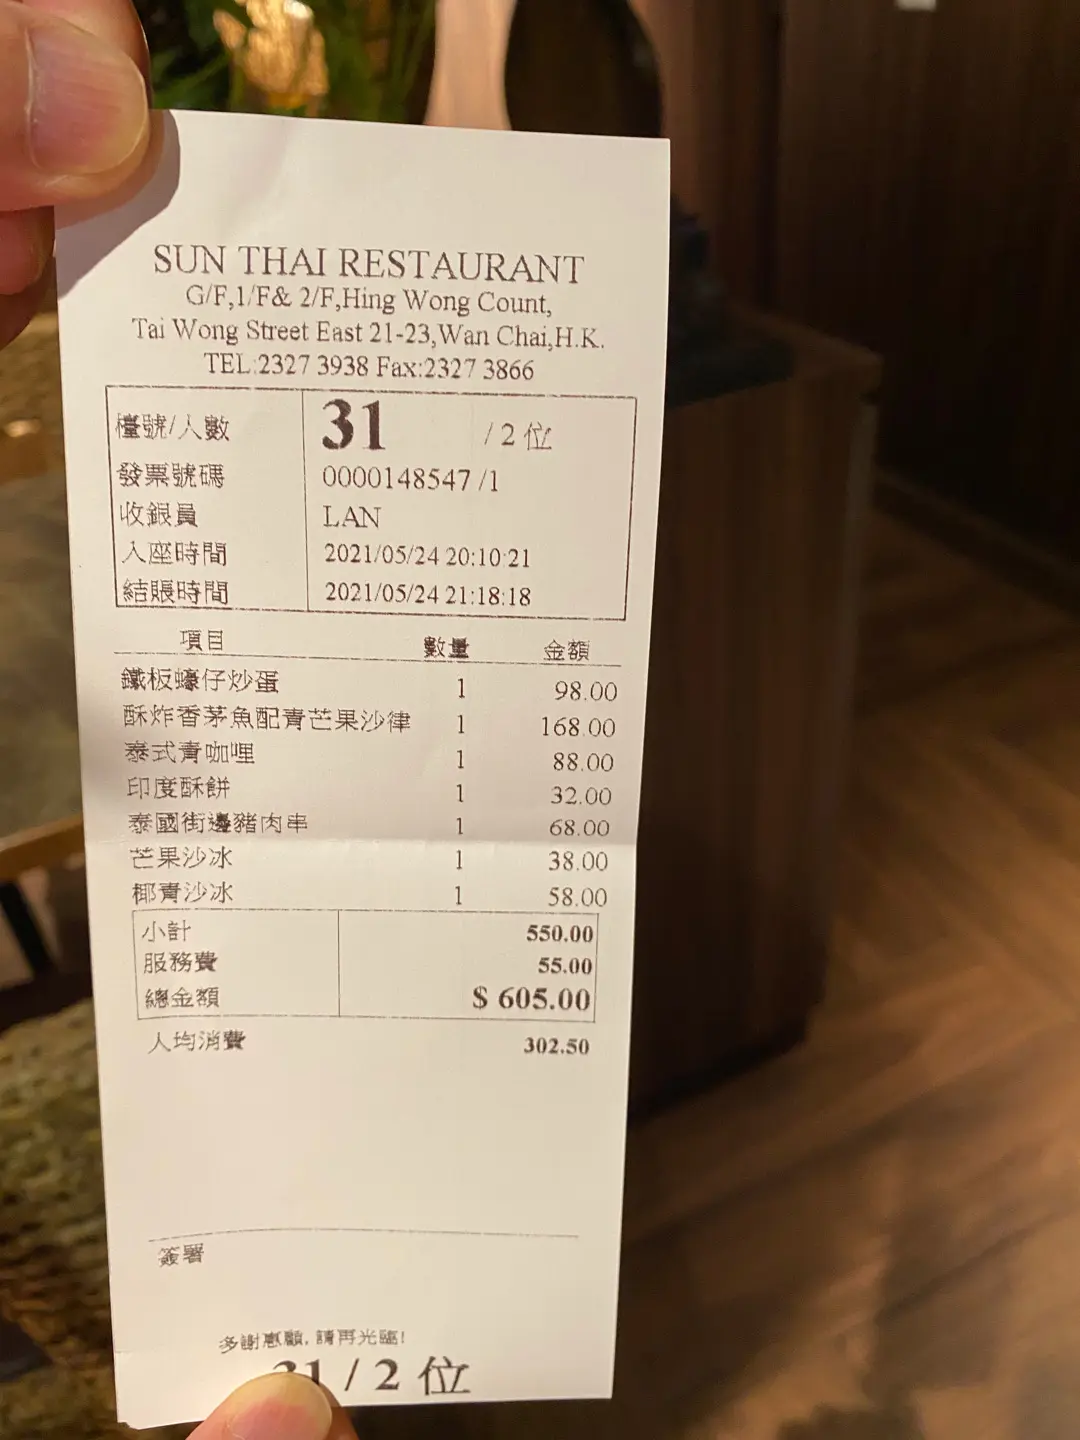 SUN THAI RESTAURANT
G/F,1/F& 2/F,Hing Wong Count,
Tai Wong Street East 21-23,Wan Chai,H.K.
TEL:2327 3938 Fax:2327 3866
檯號/人數 31 / 2 位
發票號碼 0000148547 /1
收銀員 LAN
入座時間 2021/05/24 20:10:21
結賬時間 2021/05/24 21:18:18
項目 數量 金額
鐵板蠔仔炒蛋 1 98.00
酥炸香茅魚配青芒果沙律 1 168.00
泰式青咖哩 1 88.00
印度酥餅 1 32.00
泰國街邊豬肉串 1 68.00
芒果沙冰 1 38.00
椰青沙冰 1 58.00
小計 550.00
服務費 55.00
總金額 $ 605.00
人均消費 302.50
簽署
多謝惠顧, 請再光臨!
31 / 2 位